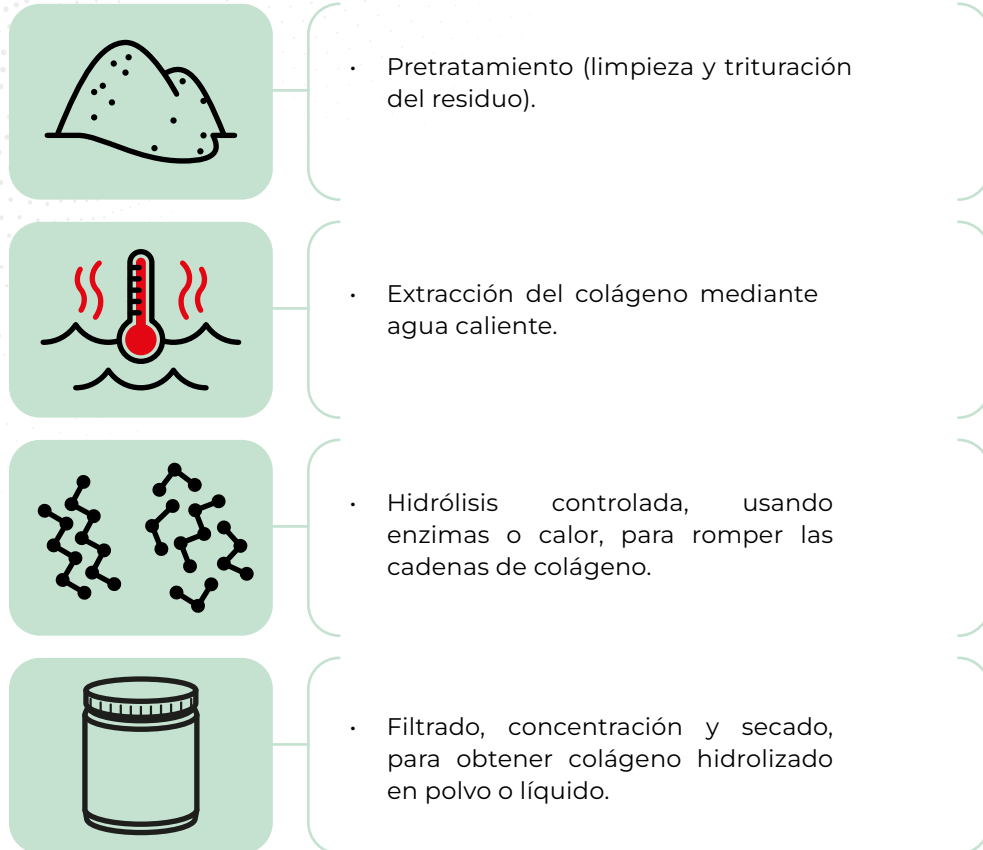 • Pretratamiento (limpieza y trituración
del residuo).
• Extracción del colágeno mediante
agua caliente.
• Hidrólisis controlada, usando
enzimas o calor, para romper las
cadenas de colágeno.
• Filtrado, concentración y secado,
para obtener colágeno hidrolizado
en polvo o líquido.